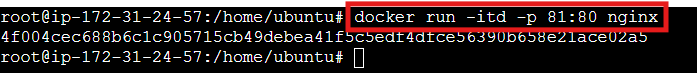 root@ip-172-31-24-57:/home/ubuntu# docker run -itd -p 81:80 nginx
4f004cec688b6c1c905715cb49debea41f5c5edf4dfce56390b658e21ace02a5
root@ip-172-31-24-57:/home/ubuntu#